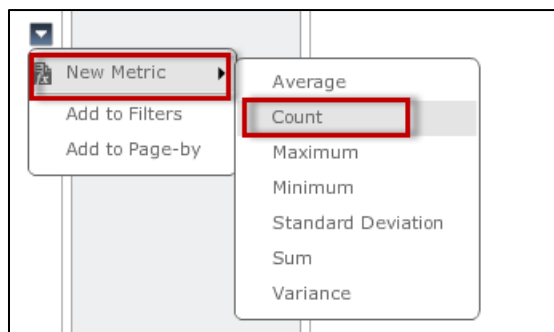 New Metric
Add to Filters
Add to Page-by
Average
Count
Maximum
Minimum
Standard Deviation
Sum
Variance